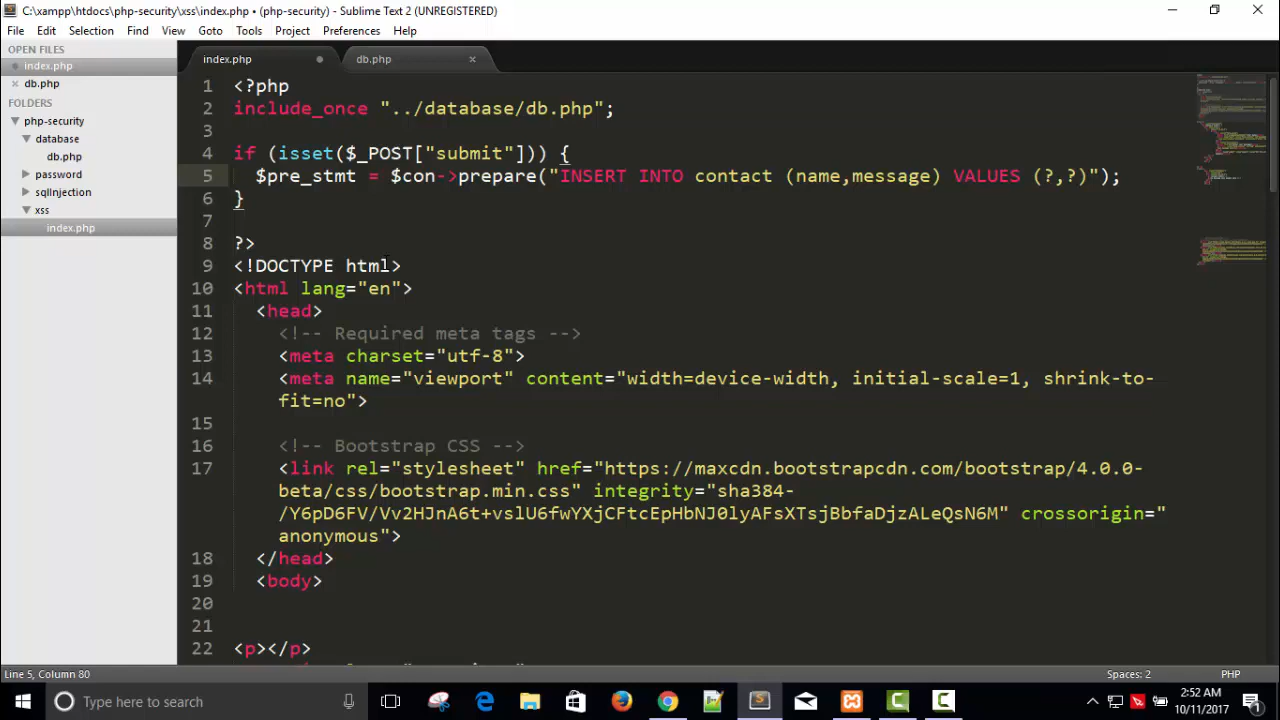 C:\xampp\htdocs\php-security\xss\index.php • (php-security) - Sublime Text 2 (UNREGISTERED)
File Edit Selection Find View Goto Tools Project Preferences Help
OPEN FILES
index.php
db.php
FOLDERS
php-security
database
db.php
password
sqlInjection
xss
index.php
index.php db.php
1 <?php
2 include_once "../database/db.php";
3
4 if (isset($_POST["submit"])) {
5 $pre_stmt = $con->prepare("INSERT INTO contact (name,message) VALUES (?,?)");
6 }
7
8 ?>
9 <!DOCTYPE html>
10 <html lang="en">
11 <head>
12 <!-- Required meta tags -->
13 <meta charset="utf-8">
14 <meta name="viewport" content="width=device-width, initial-scale=1, shrink-to-
fit=no">
15
16 <!-- Bootstrap CSS -->
17 <link rel="stylesheet" href="https://maxcdn.bootstrapcdn.com/bootstrap/4.0.0-
beta/css/bootstrap.min.css" integrity="sha384-
/Y6pD6FV/Vv2HJnA6t+vslU6fwYXjCFtcEpHbNJ0lyAFsXTsjBbfaDjzALeQsN6M" crossorigin="
anonymous">
18 </head>
19 <body>
20
21
22 <p></p>
Line 5, Column 80 Spaces: 2 PHP
Type here to search
2:52 AM
10/11/2017